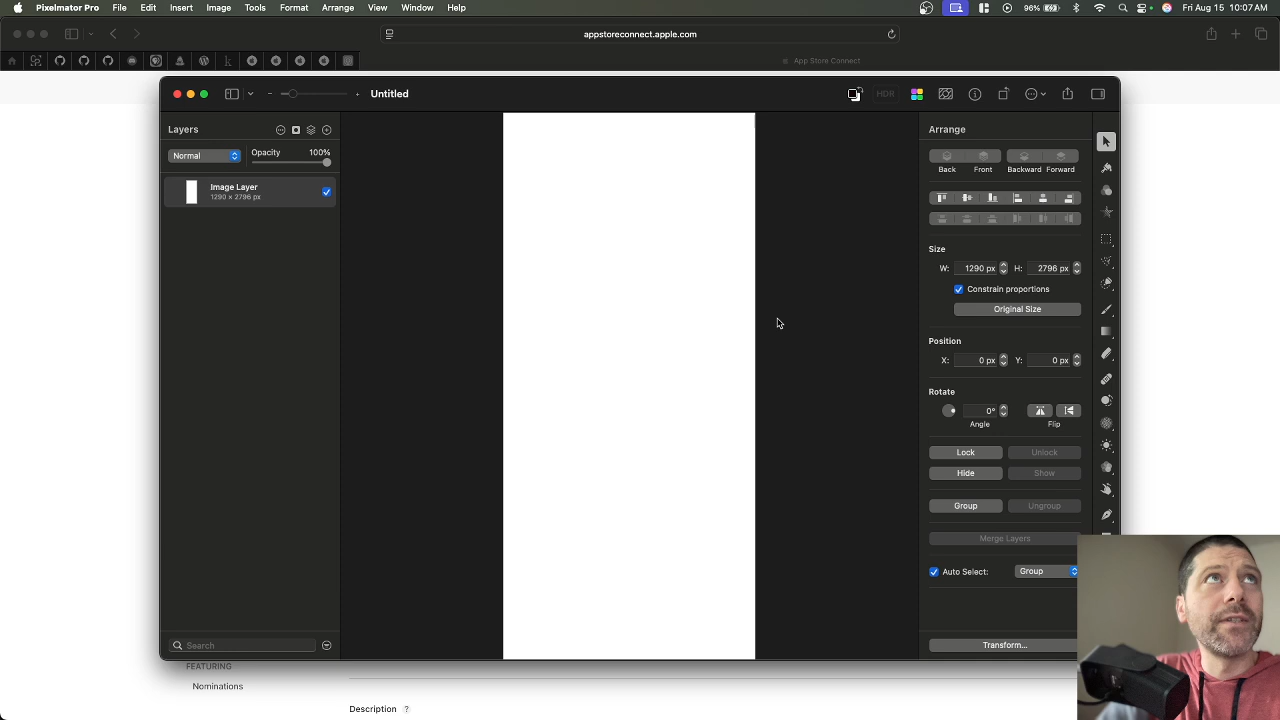 Pixelmator Pro File Edit Insert Image Tools Format Arrange View Window Help 96% Fri Aug 15 10:07 AM
appstoreconnect.apple.com
App Store Connect
Untitled
HDR
Layers
Normal
Opacity 100%
Image Layer
1290 × 2796 px
Search
Arrange
Back Front Backward Forward
Size
W: 1290 px H: 2796 px
Constrain proportions
Original Size
Position
X: 0 px Y: 0 px
Rotate
0°
Angle Flip
Lock Unlock
Hide Show
Group Ungroup
Merge Layers
Auto Select: Group
Transform...
FEATURING
Nominations
Description ?